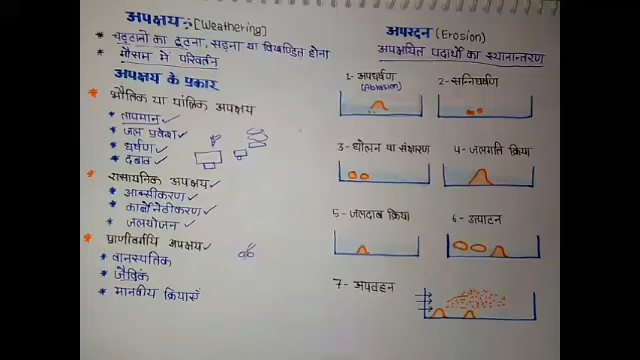 अपक्षय :- [Weathering]
* चट्टानों का टूटना, सड़ना या विखण्डित होना
* मौसम में परिवर्तन
अपक्षय के प्रकार
* भौतिक या यांत्रिक अपक्षय
* तापमान
* जल प्रवेश
* घर्षण
* दबाव
* रासायनिक अपक्षय
* आक्सीकरण
* कार्बोनेटीकरण
* जलयोजन
* प्राणीवर्गीय अपक्षय
* वानस्पतिक
* जैविक
* मानवीय क्रियाएँ
अपरदन (Erosion)
अपक्षयित पदार्थो का स्थानान्तरण
1- अपघर्षण
(Abrasion)
2- सन्निघर्षण
3- घोलन या संक्षारण
4- जलगति क्रिया
5- जलदाब क्रिया
6- उत्पाटन
7- अपवहन